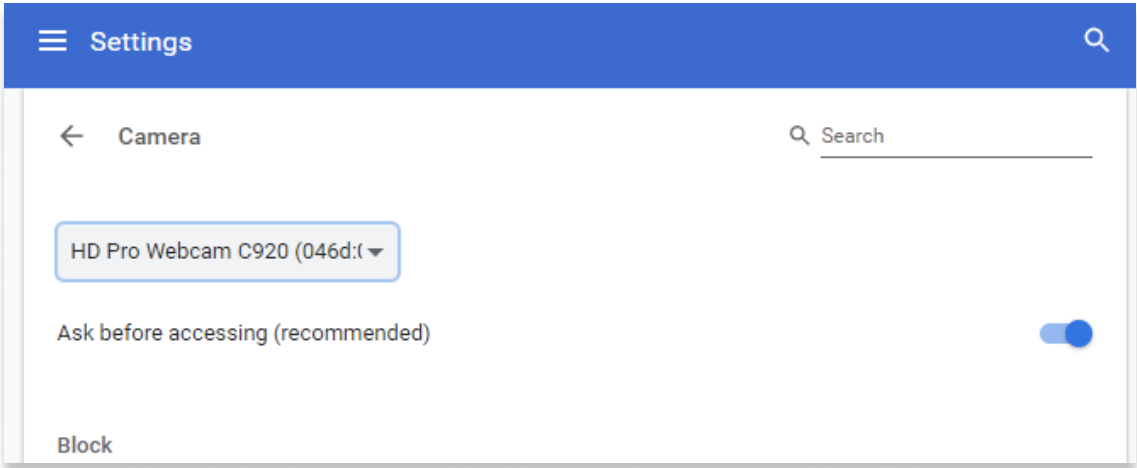 Settings
Camera
Search
HD Pro Webcam C920 (046d:
Ask before accessing (recommended)
Block